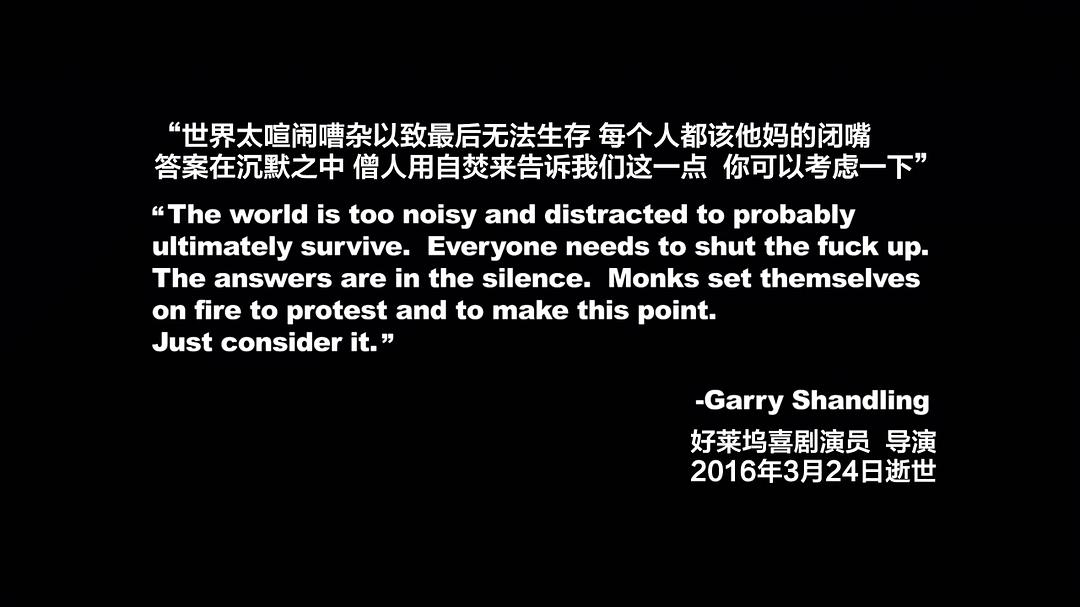 “世界太喧闹嘈杂以致最后无法生存 每个人都该他妈的闭嘴
答案在沉默之中 僧人用自焚来告诉我们这一点 你可以考虑一下”
“The world is too noisy and distracted to probably
ultimately survive. Everyone needs to shut the fuck up.
The answers are in the silence. Monks set themselves
on fire to protest and to make this point.
Just consider it.”
-Garry Shandling
好莱坞喜剧演员 导演
2016年3月24日逝世